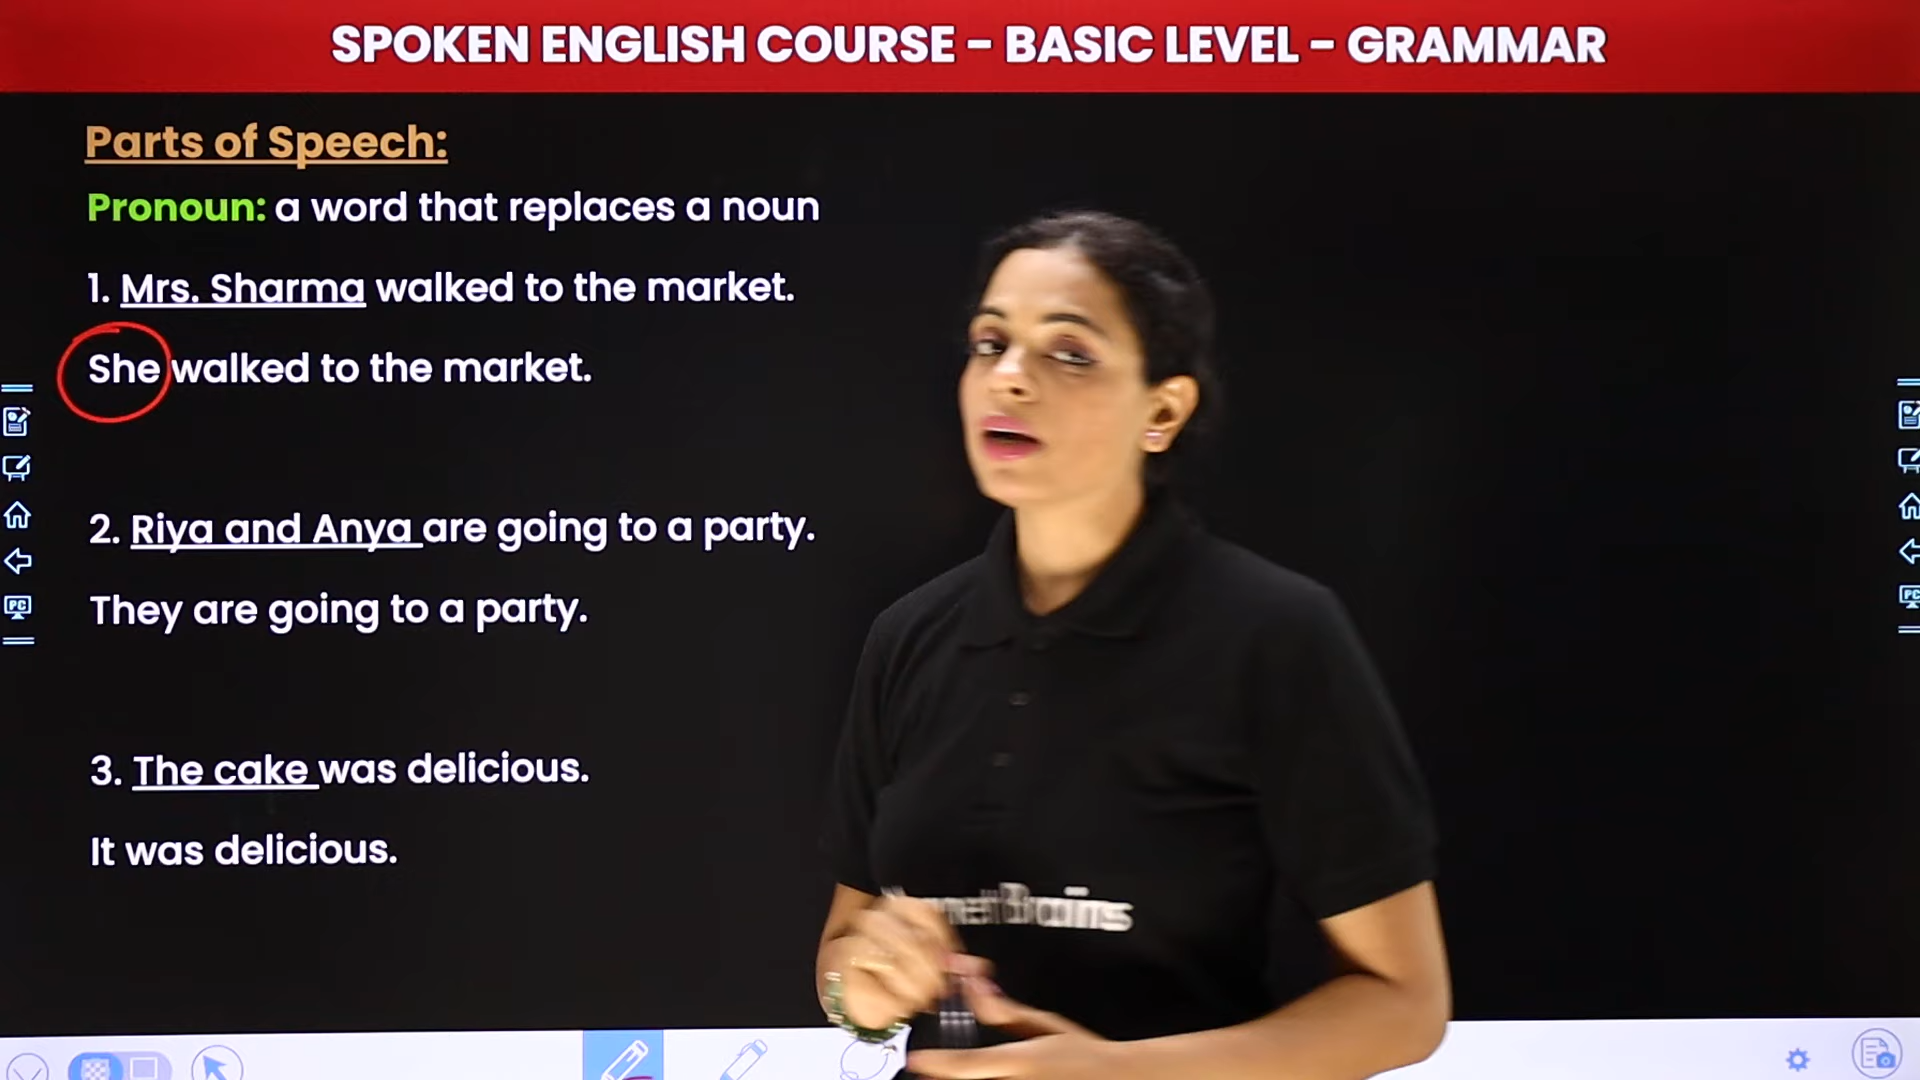 SPOKEN ENGLISH COURSE - BASIC LEVEL - GRAMMAR
Parts of Speech:
Pronoun: a word that replaces a noun
1. Mrs. Sharma walked to the market.
She walked to the market.
2. Riya and Anya are going to a party.
They are going to a party.
3. The cake was delicious.
It was delicious.
PC
PC